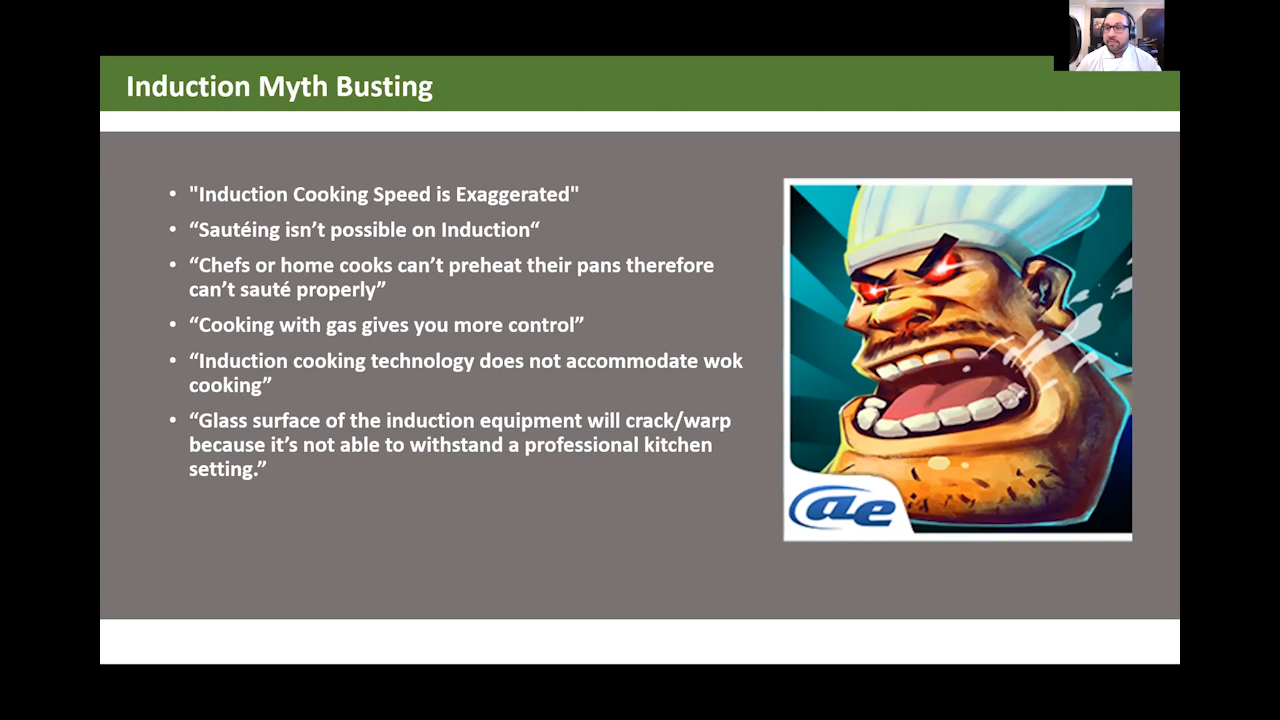 Induction Myth Busting
• "Induction Cooking Speed is Exaggerated"
• “Sautéing isn’t possible on Induction“
• “Chefs or home cooks can’t preheat their pans therefore
can’t sauté properly”
• “Cooking with gas gives you more control”
• “Induction cooking technology does not accommodate wok
cooking”
• “Glass surface of the induction equipment will crack/warp
because it’s not able to withstand a professional kitchen
setting.”
@ae